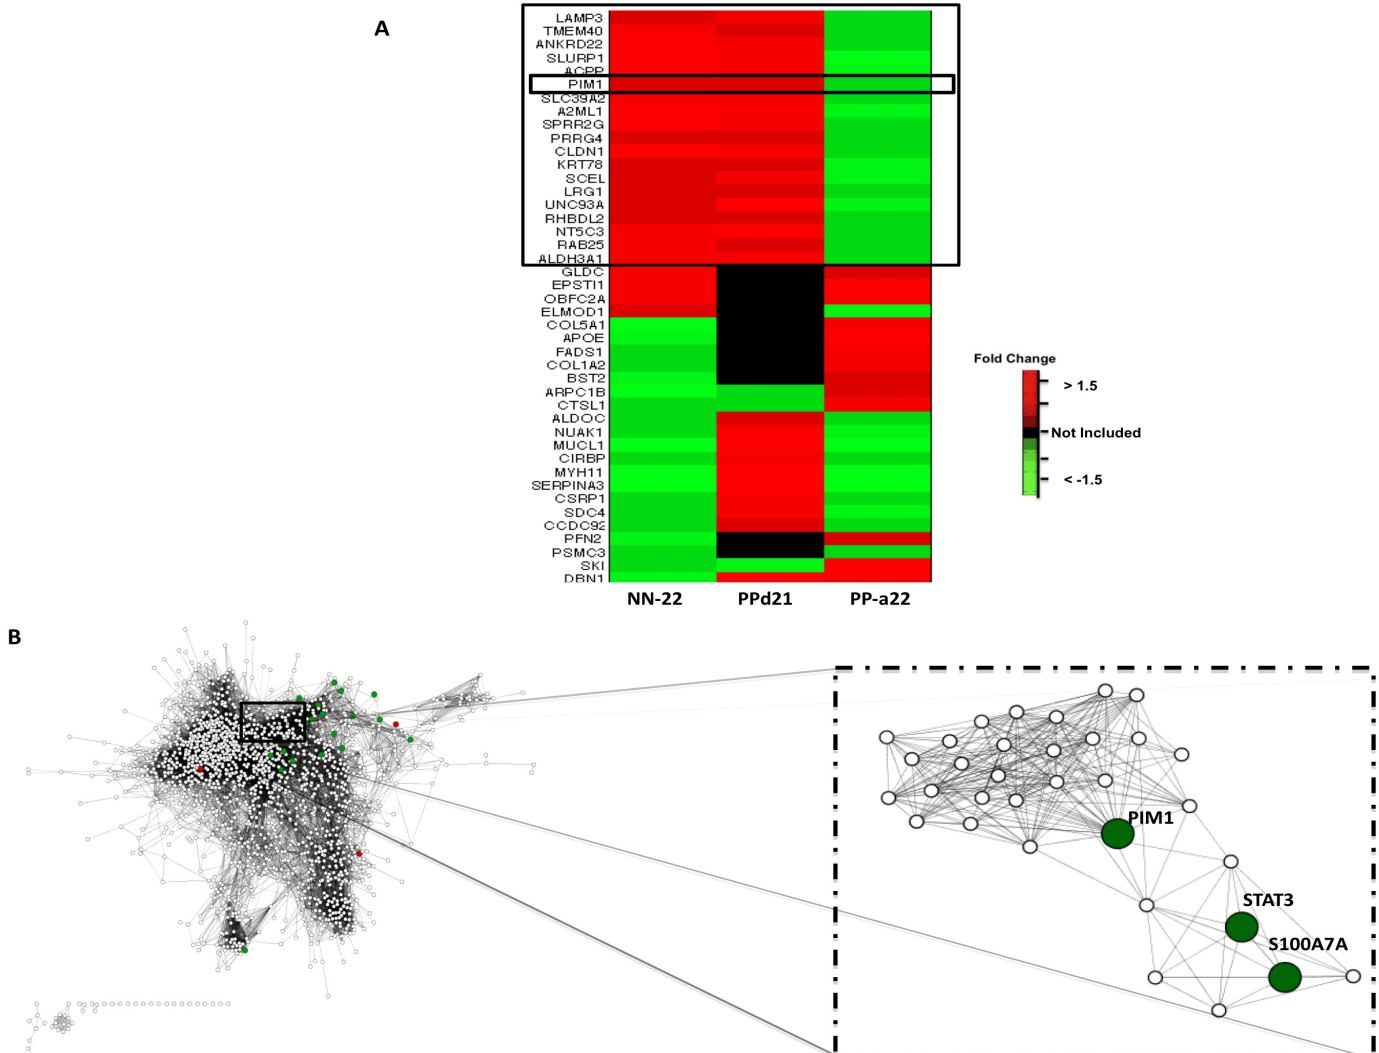 A
LAMP3
TMEM40
ANKRD22
SLURP1
ACPP
PIM1
SLC39A2
A2ML1
SPRR2G
PRRG4
CLDN1
KRT78
SCEL
LRG1
UNC93A
RHBDL2
NT5C3
RAB25
ALDH3A1
GLDC
EPSTI1
OBFC2A
ELMOD1
COL5A1
APOE
FADS1
COL1A2
BST2
ARPC1B
CTSL1
ALDOC
NUAK1
MUCL1
CIRBP
MYH11
SERPINA3
CSRP1
SDC4
CCDC92
PFN2
PSMC3
SKI
DBN1
NN-22 PPd21 PP-a22
Fold Change
> 1.5
Not Included
< -1.5
B
PIM1
STAT3
S100A7A